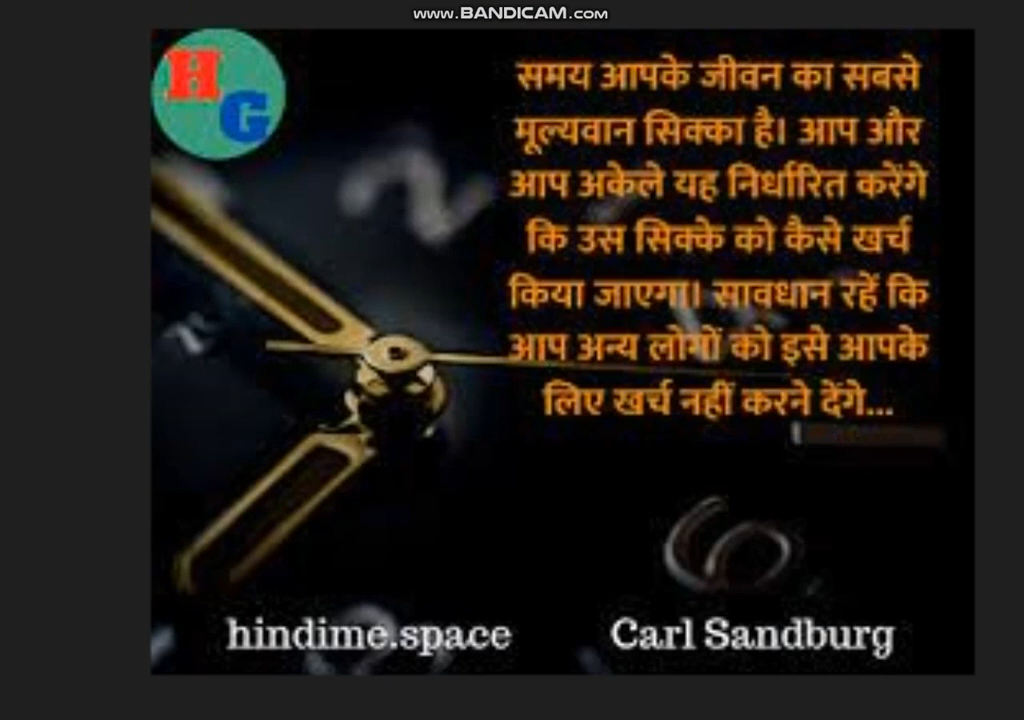 www.BANDICAM.com
H
G
समय आपके जीवन का सबसे
मूल्यवान सिक्का है। आप और
आप अकेले यह निर्धारित करेंगे
कि उस सिक्के को कैसे खर्च
किया जाएगा। सावधान रहें कि
आप अन्य लोगों को इसे आपके
लिए खर्च नहीं करने देंगे...
6
hindime.space
Carl Sandburg